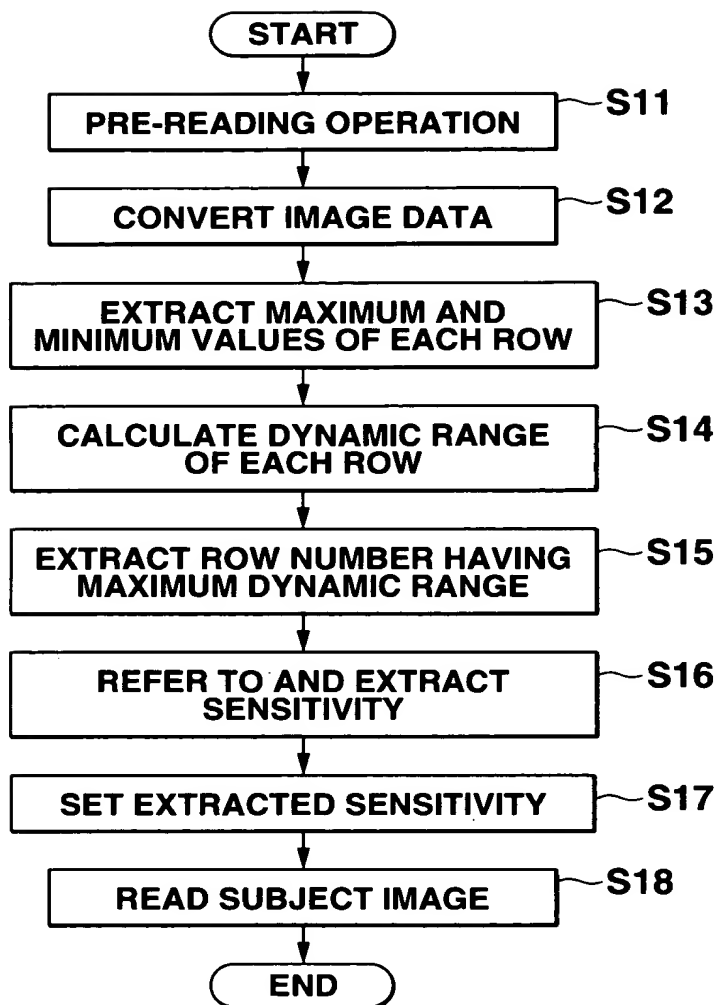 START
PRE-READING OPERATION
S11
CONVERT IMAGE DATA
S12
EXTRACT MAXIMUM AND
MINIMUM VALUES OF EACH ROW
S13
CALCULATE DYNAMIC RANGE
OF EACH ROW
S14
EXTRACT ROW NUMBER HAVING
MAXIMUM DYNAMIC RANGE
S15
REFER TO AND EXTRACT
SENSITIVITY
S16
SET EXTRACTED SENSITIVITY
S17
READ SUBJECT IMAGE
S18
END